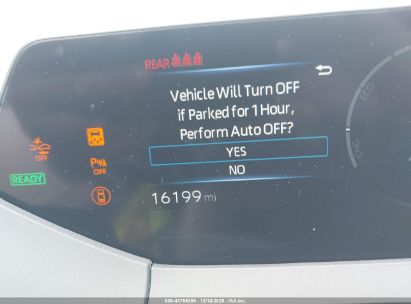 REAR
Vehicle Will Turn OFF
if Parked for 1 Hour,
Perform Auto OFF?
YES
NO
OFF
READY
OFF
16199 mi